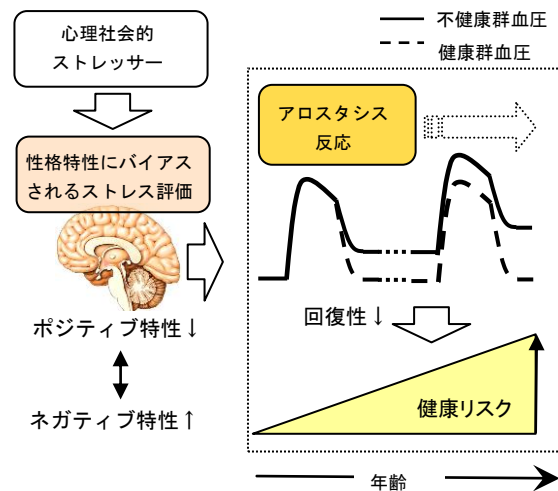 心理社会的
ストレッサー
性格特性にバイアス
されるストレス評価
ポジティブ特性↓
ネガティブ特性↑
不健康群血圧
健康群血圧
アロスタシス
反応
回復性↓
健康リスク
年齢